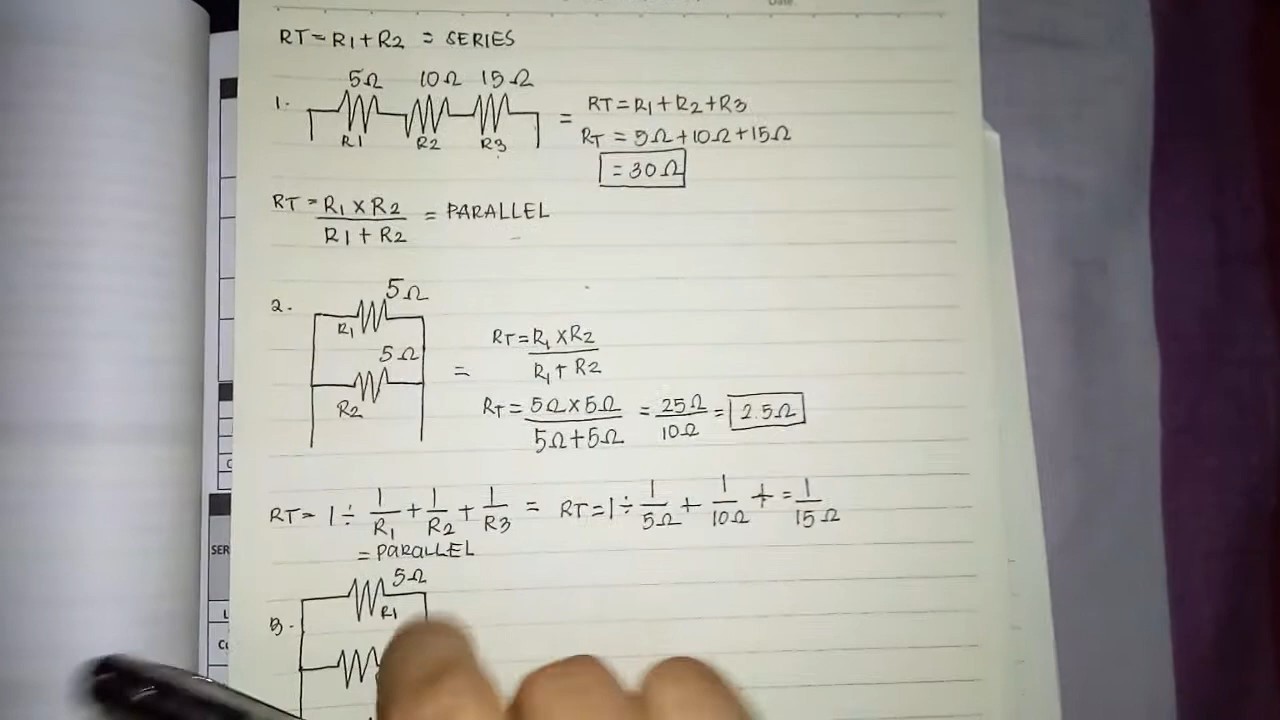 Date
RT = R1 + R2 = SERIES
5Ω 10Ω 15Ω
1.
R1 R2 R3
= RT = R1 + R2 + R3
RT = 5Ω + 10Ω + 15Ω
= 30Ω
RT = R1 X R2 = PARALLEL
R1 + R2
2.
5Ω
R1
5Ω
R2
= RT = R1 X R2
R1 + R2
RT = 5Ω X 5Ω = 25Ω = 2.5Ω
5Ω + 5Ω 10Ω
RT = 1 ÷ 1 + 1 + 1 = RT = 1 ÷ 1 + 1 + = 1
R1 R2 R3 5Ω 10Ω 15Ω
= PARALLEL
3.
5Ω
R1
SER
L